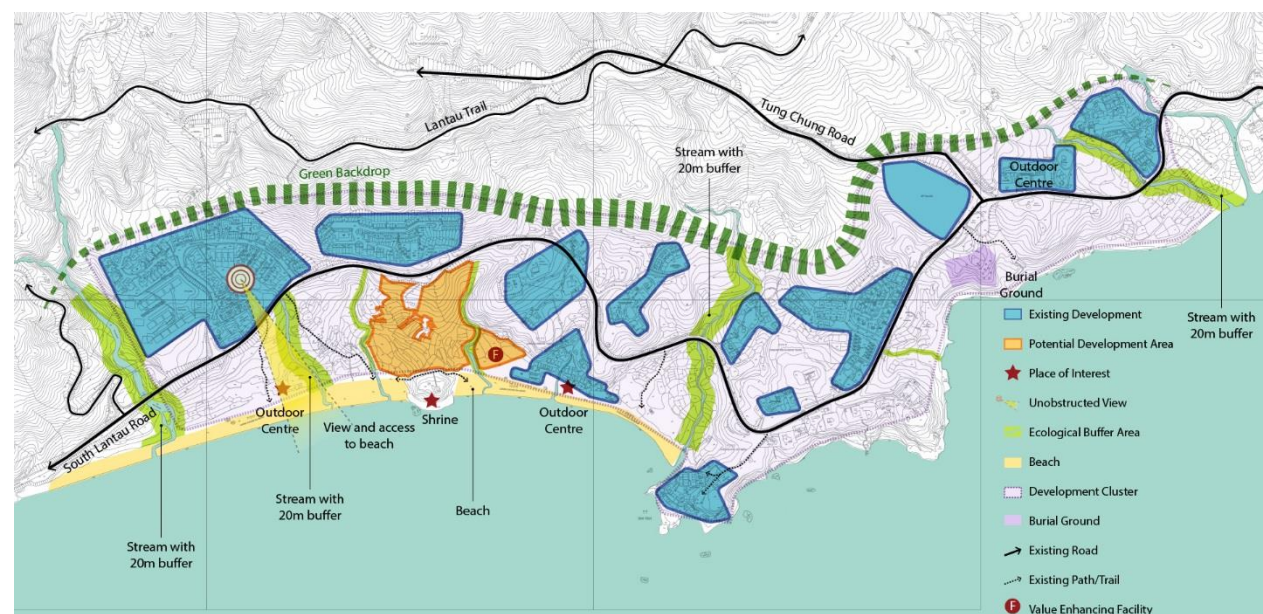 Lantau Trail
Tung Chung Road
Stream with
20m buffer
Green Backdrop
Outdoor
Centre
Burial
Ground
Stream with
20m buffer
South Lantau Road
F
Outdoor
Centre
View and access
to beach
Shrine
Outdoor
Centre
Stream with
20m buffer
Beach
Stream with
20m buffer
Existing Development
Potential Development Area
Place of Interest
Unobstructed View
Ecological Buffer Area
Beach
Development Cluster
Burial Ground
Existing Road
Existing Path/Trail
F Value Enhancing Facility